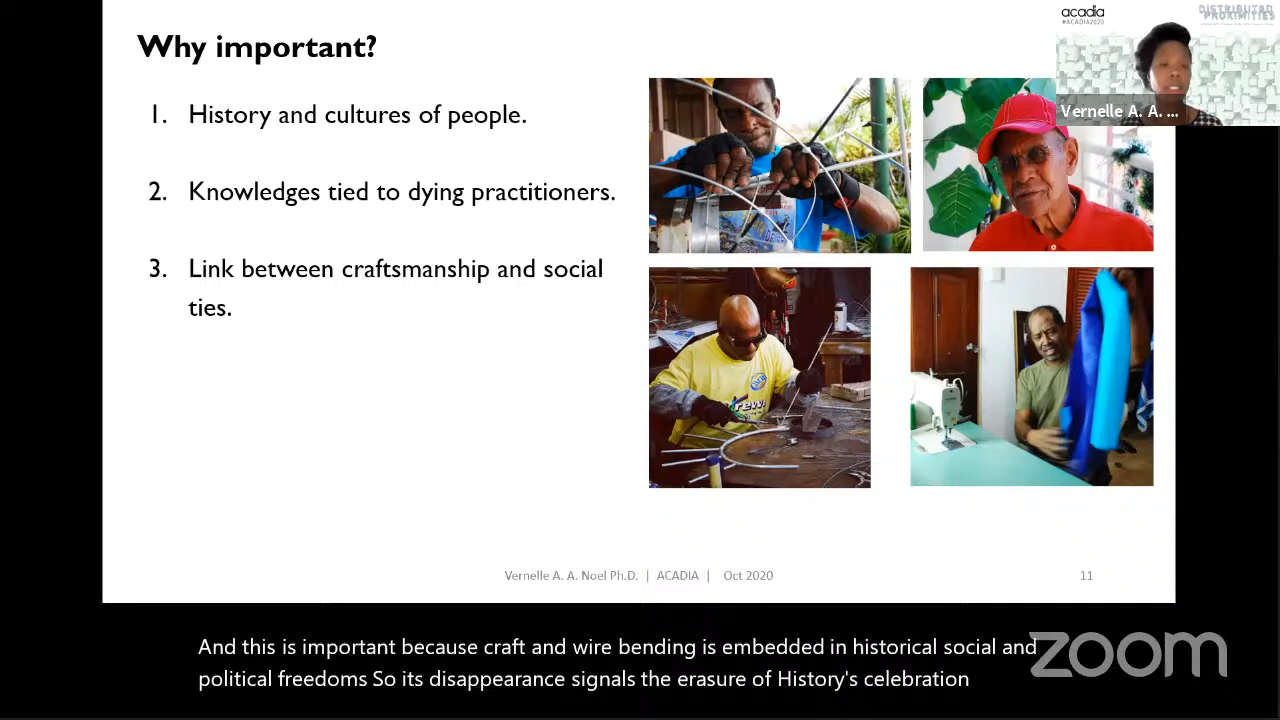 Why important?
acadia
#ACADIA2020
DISTRIBUTED
PROXIMITIES
Vernelle A. A. ...
1. History and cultures of people.
2. Knowledges tied to dying practitioners.
3. Link between craftsmanship and social
ties.
Vernelle A. A. Noel Ph.D. | ACADIA | Oct 2020
11
And this is important because craft and wire bending is embedded in historical social and
political freedoms So its disappearance signals the erasure of History's celebration
zoom